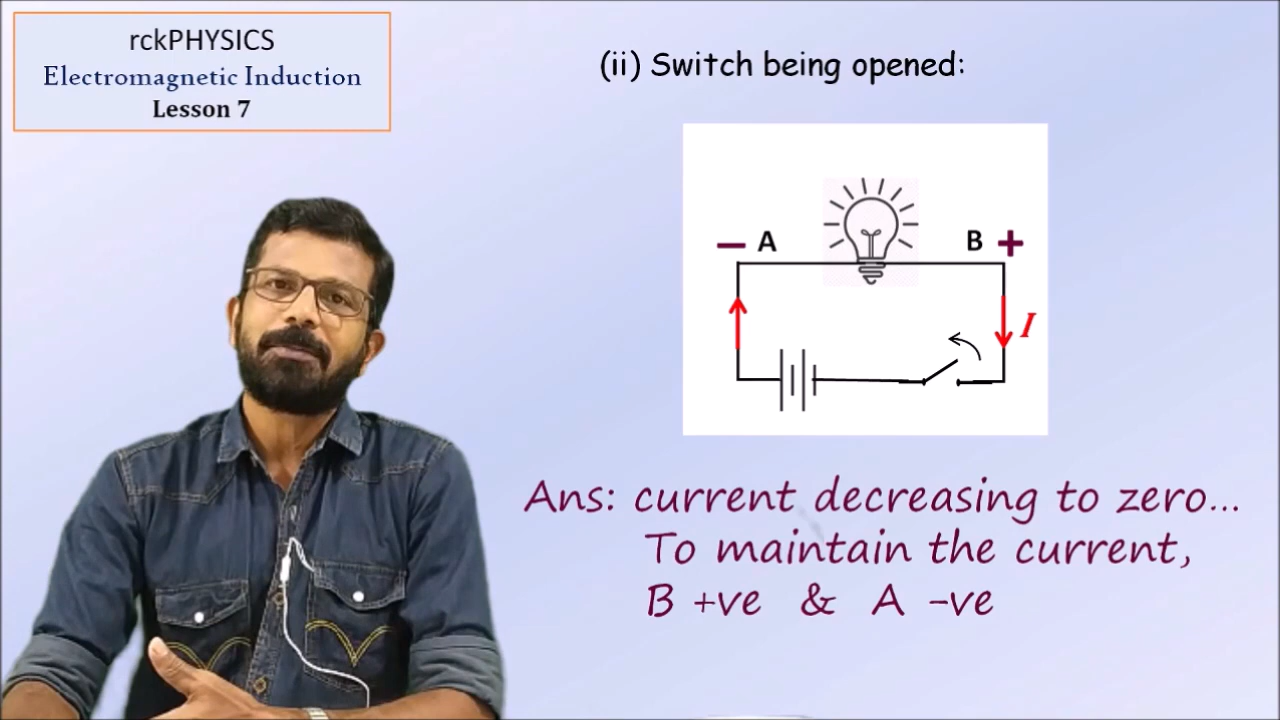 rckPHYSICS
Electromagnetic Induction
Lesson 7
(ii) Switch being opened:
− A B +
I
Ans: current decreasing to zero...
To maintain the current,
B +ve & A -ve